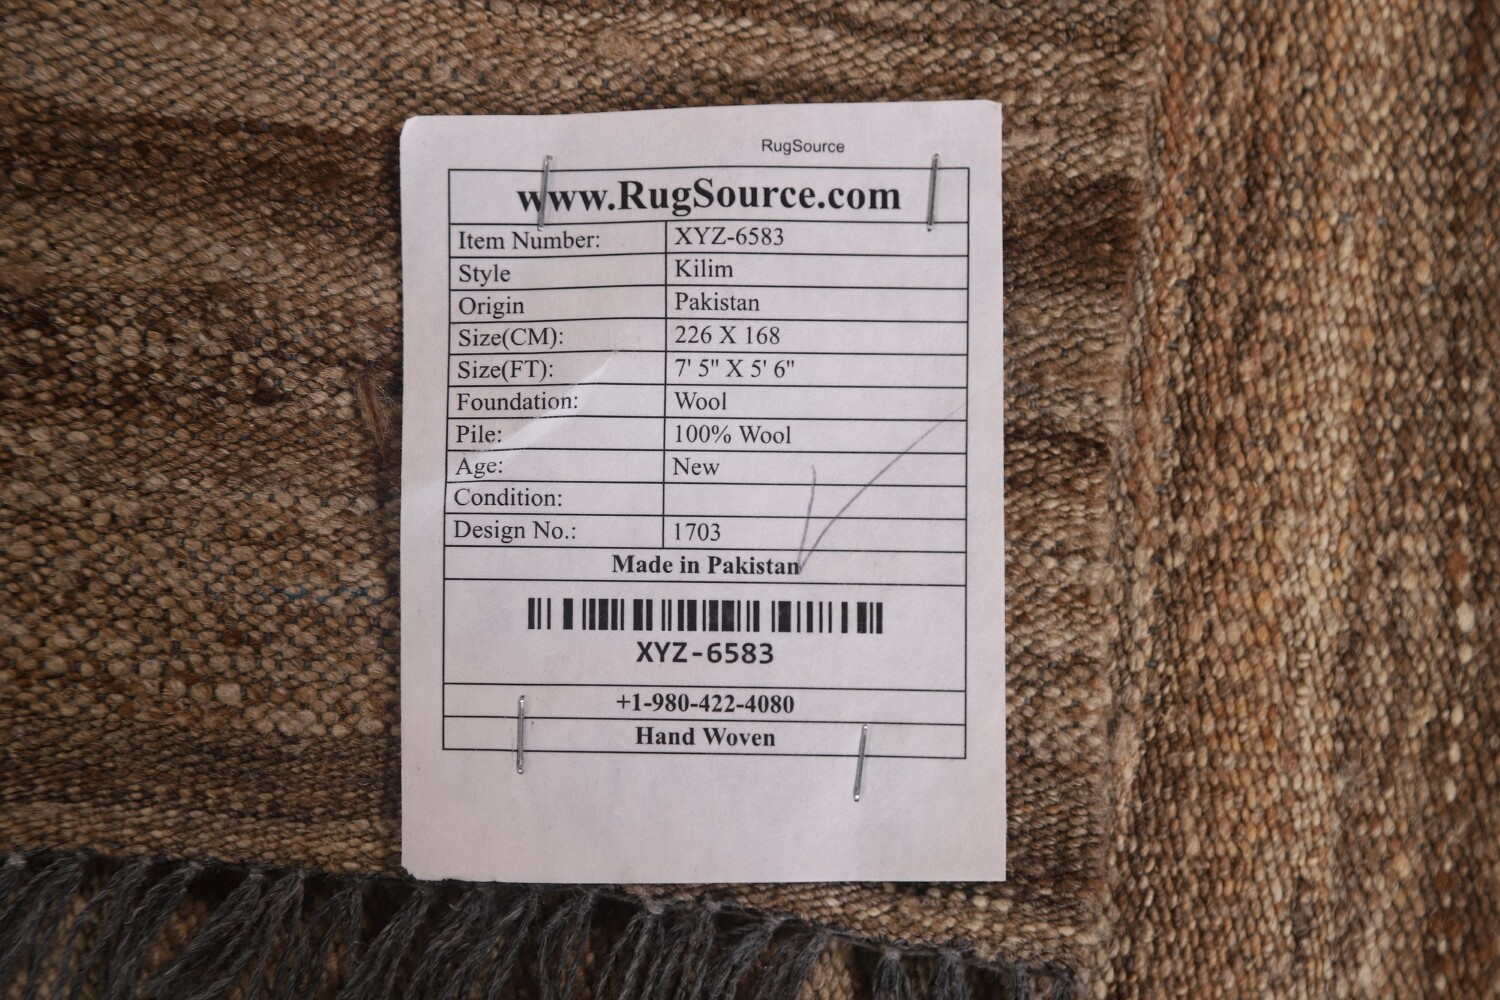 RugSource
www.RugSource.com
Item Number: XYZ-6583
Style Kilim
Origin Pakistan
Size(CM): 226 X 168
Size(FT): 7' 5" X 5' 6"
Foundation: Wool
Pile: 100% Wool
Age: New
Condition:
Design No.: 1703
Made in Pakistan
XYZ-6583
+1-980-422-4080
Hand Woven